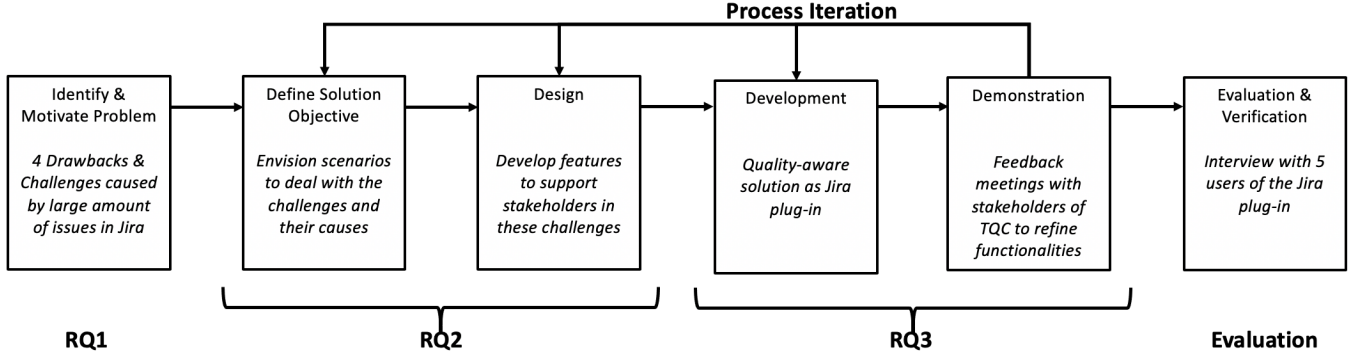 Process Iteration
Identify &
Motivate Problem
4 Drawbacks &
Challenges caused
by large amount
of issues in Jira
Define Solution
Objective
Envision scenarios
to deal with the
challenges and
their causes
Design
Develop features
to support
stakeholders in
these challenges
Development
Quality-aware
solution as Jira
plug-in
Demonstration
Feedback
meetings with
stakeholders of
TQC to refine
functionalities
Evaluation &
Verification
Interview with 5
users of the Jira
plug-in
RQ1
RQ2
RQ3
Evaluation